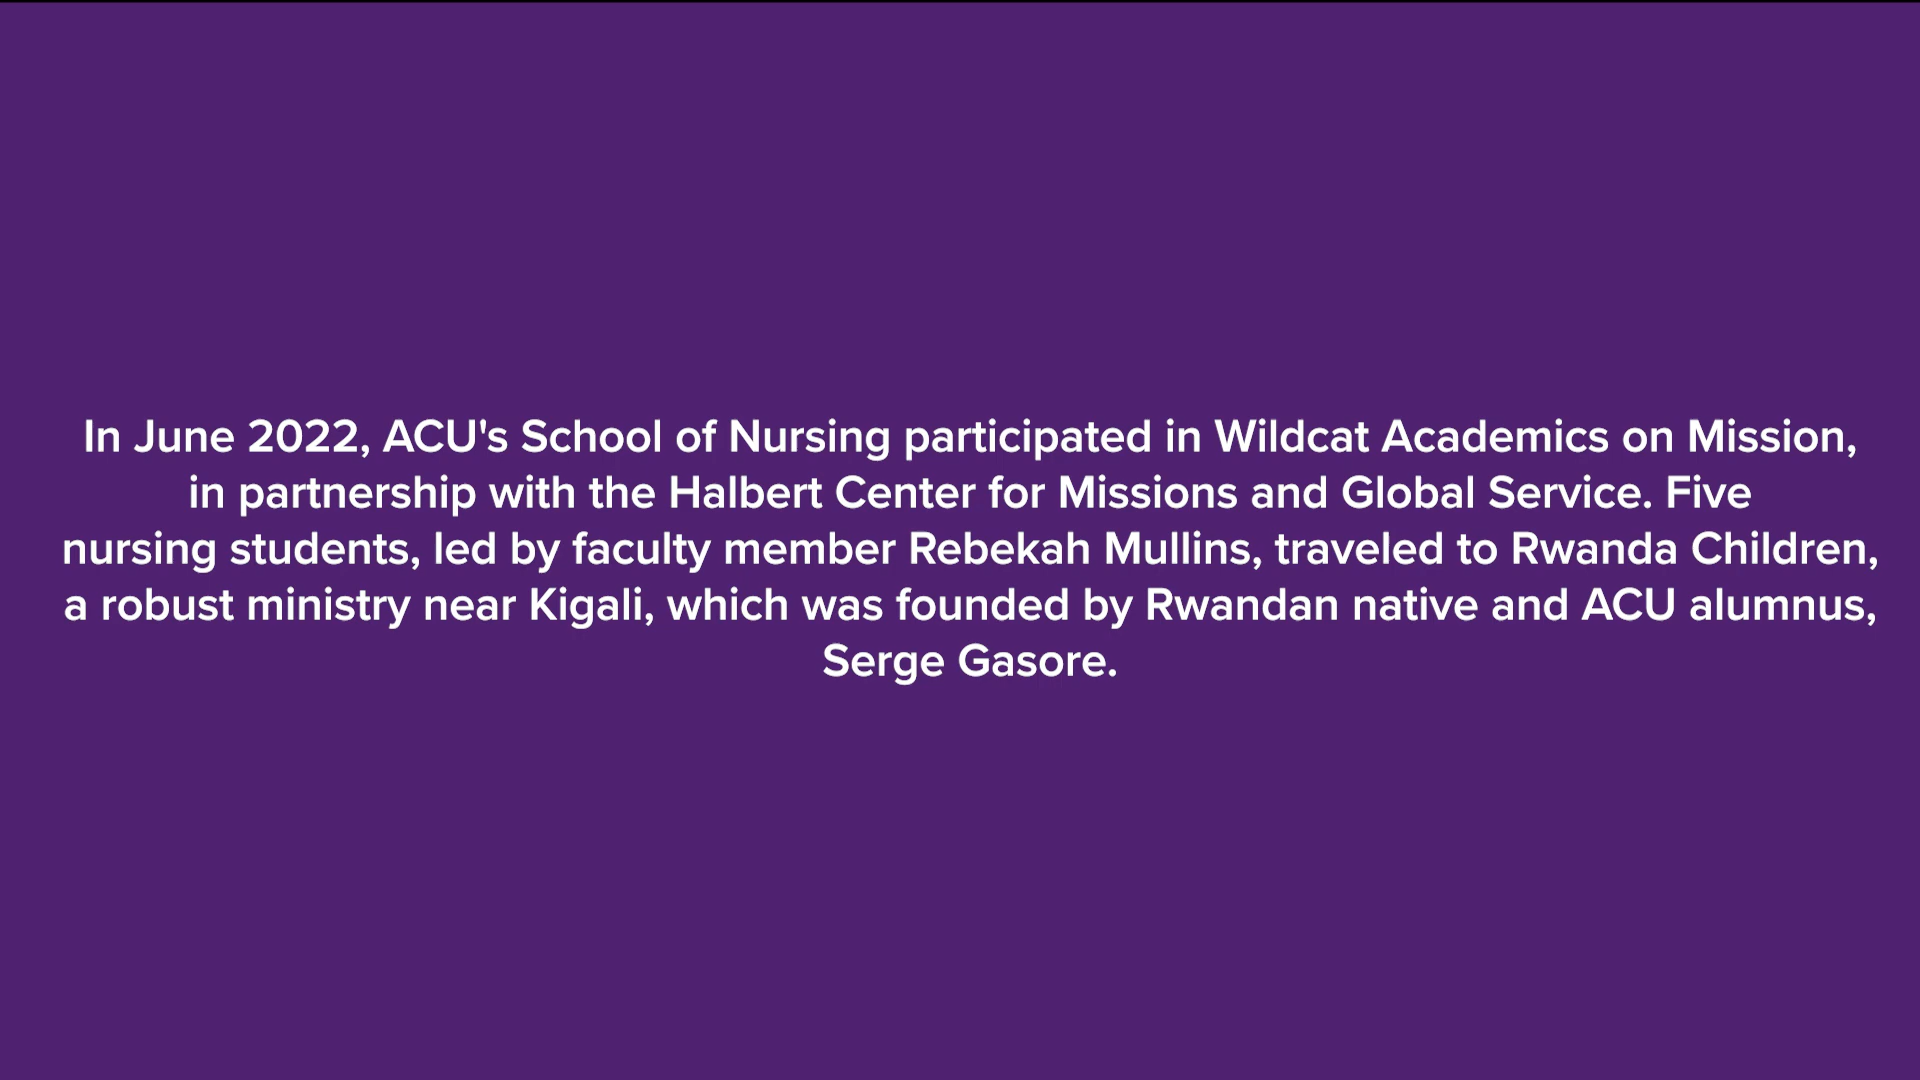 In June 2022, ACU's School of Nursing participated in Wildcat Academics on Mission,
in partnership with the Halbert Center for Missions and Global Service. Five
nursing students, led by faculty member Rebekah Mullins, traveled to Rwanda Children,
a robust ministry near Kigali, which was founded by Rwandan native and ACU alumnus,
Serge Gasore.